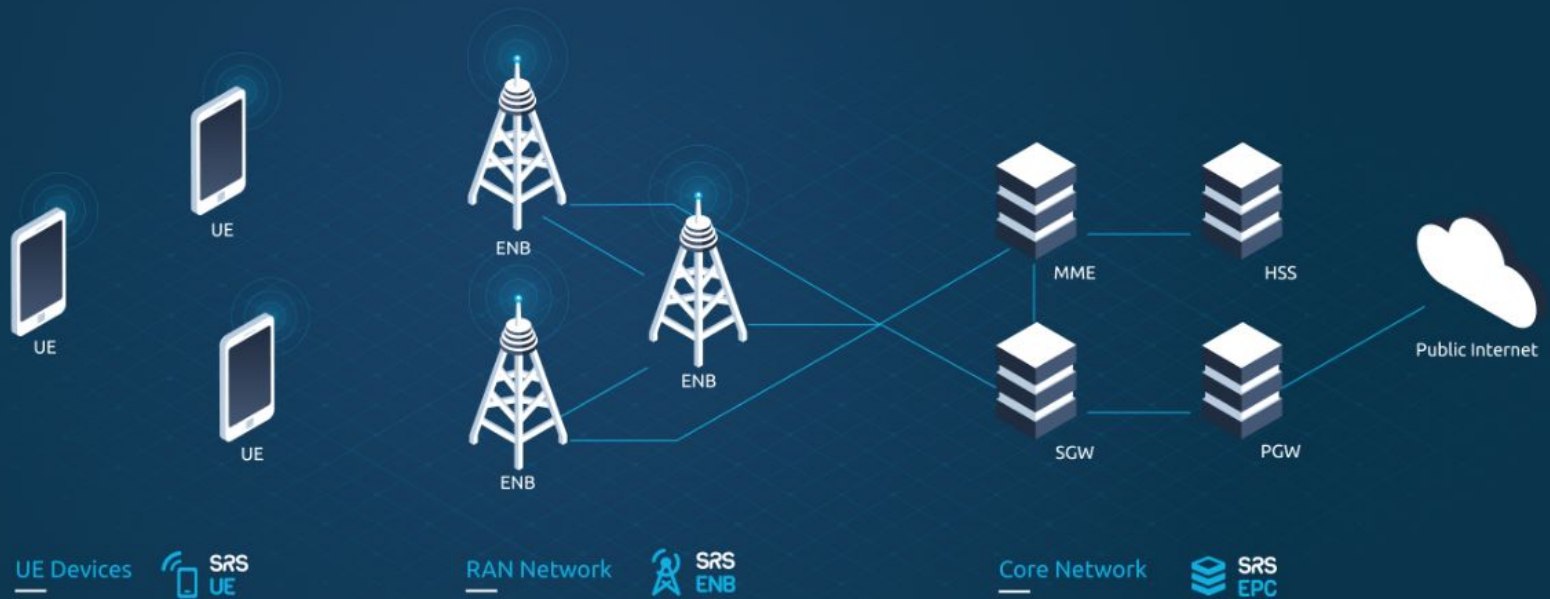 UE
UE
UE
ENB
ENB
ENB
MME
HSS
SGW
PGW
Public Internet
UE Devices
SRS
UE
RAN Network
SRS
ENB
Core Network
SRS
EPC